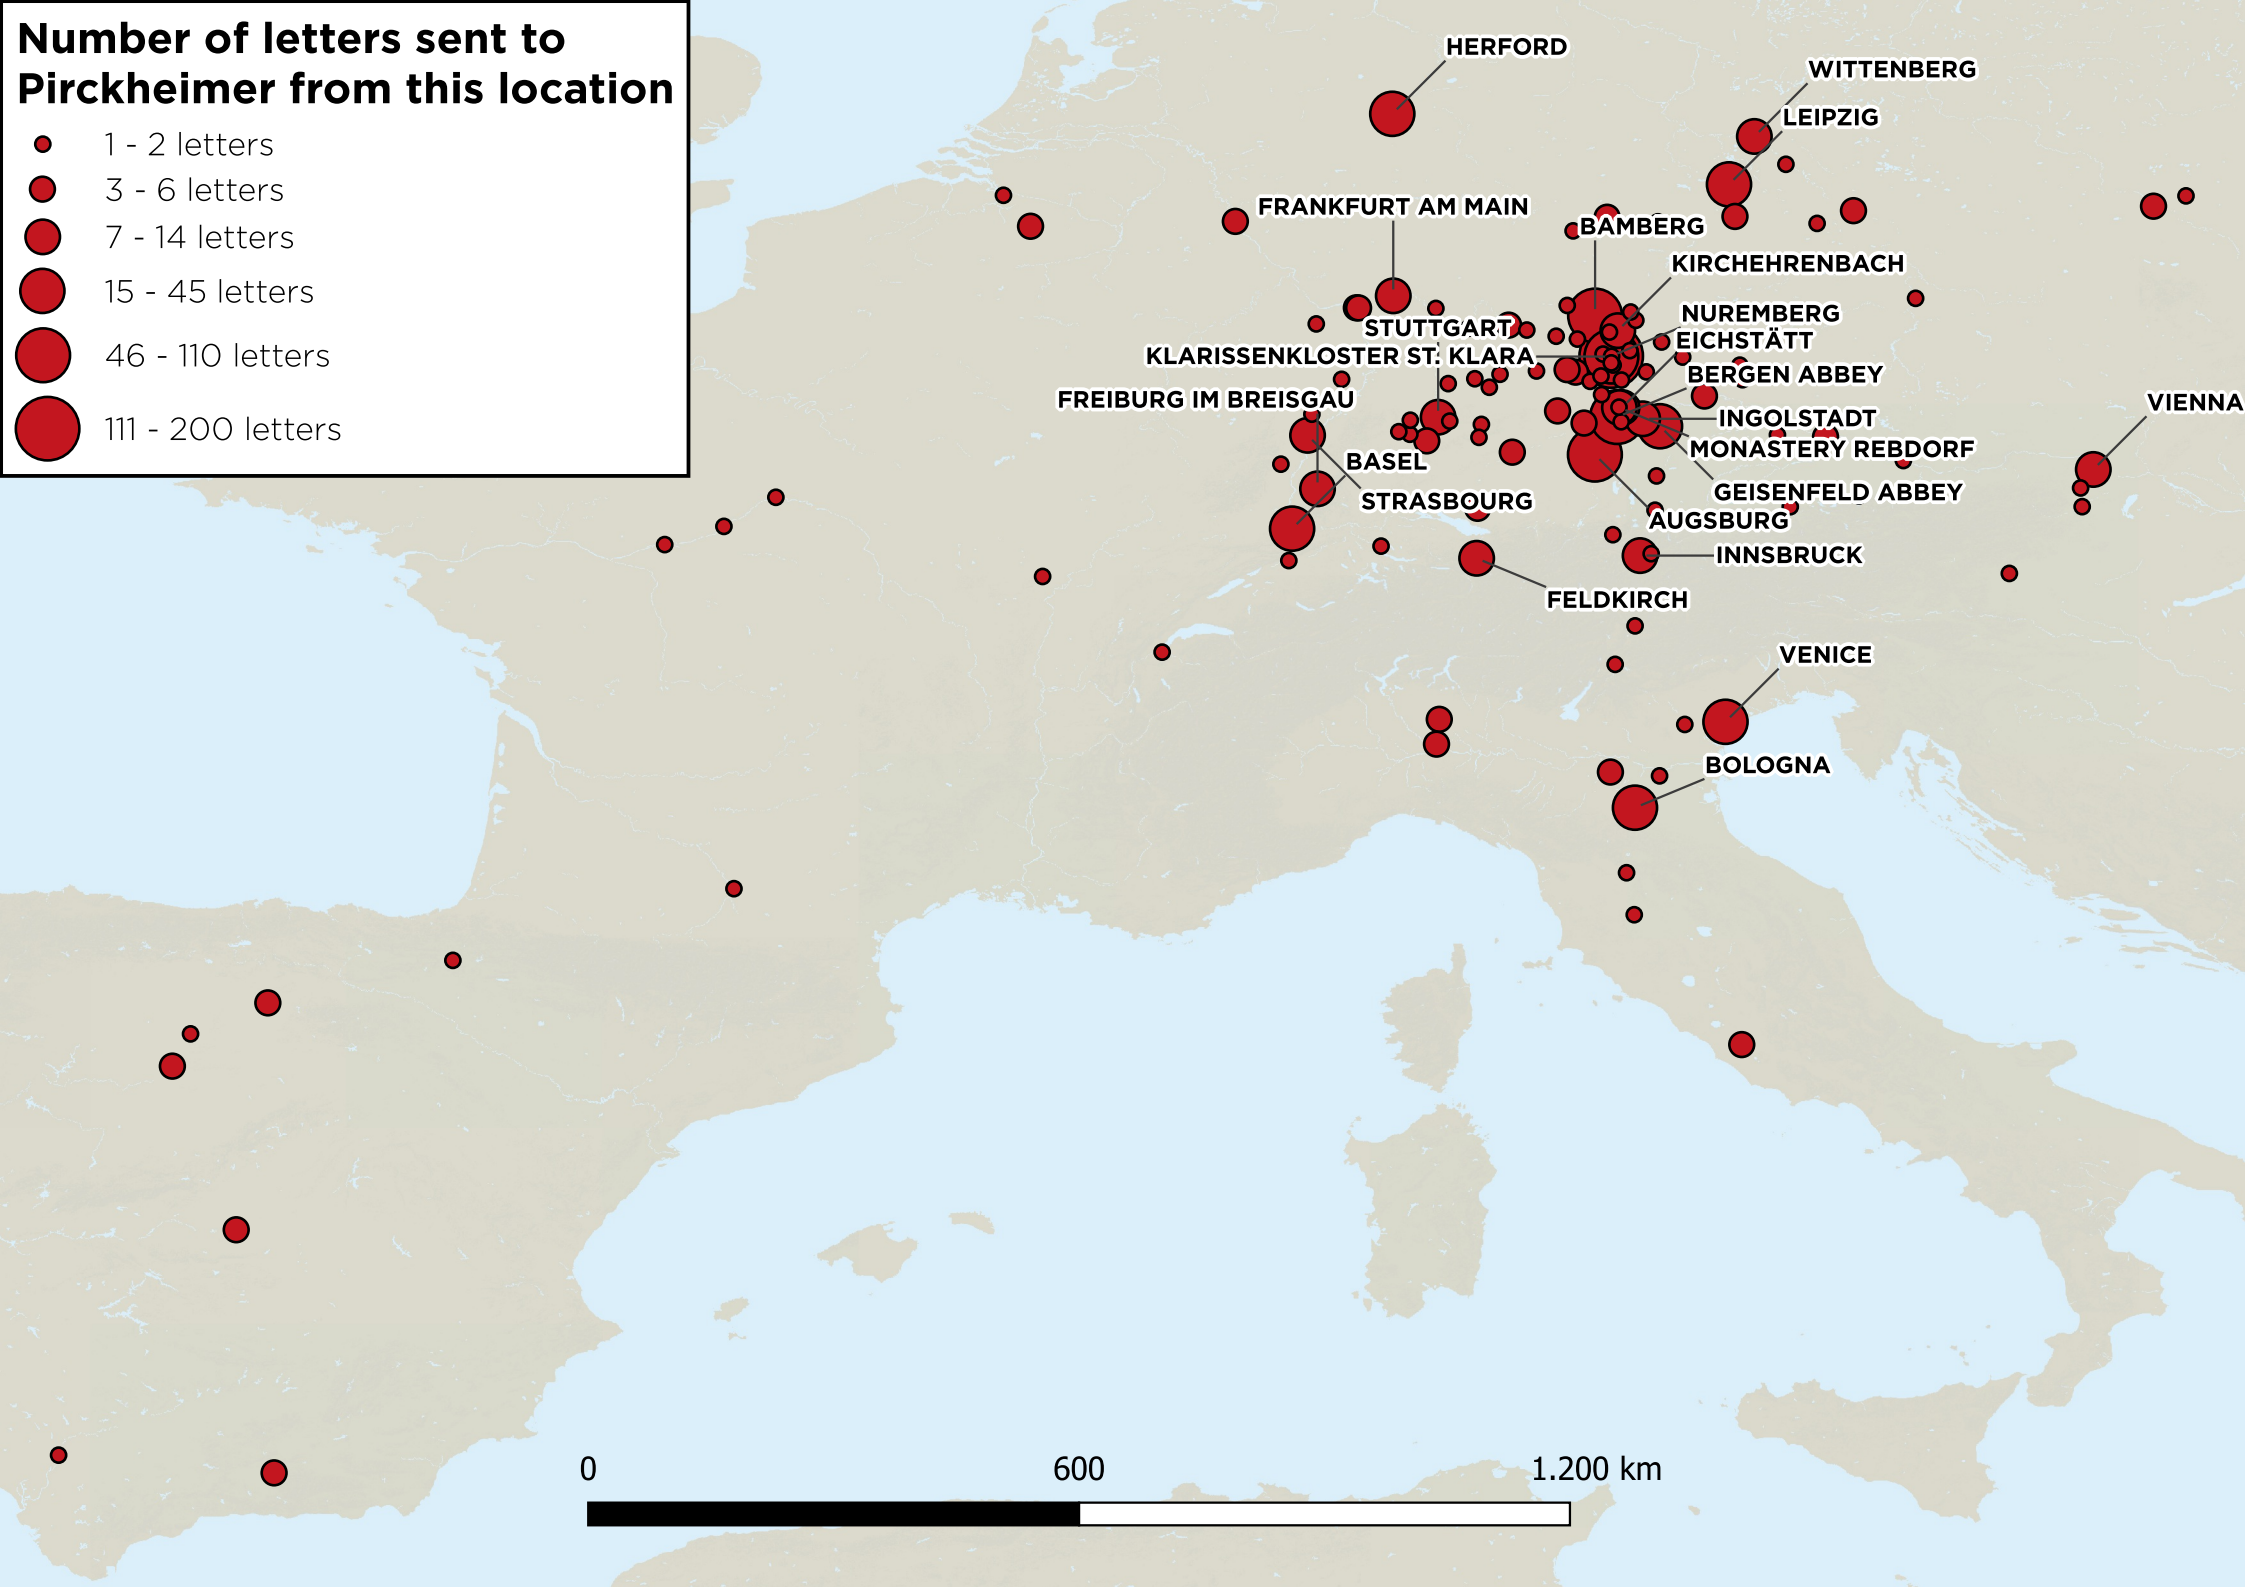 Number of letters sent to
Pirckheimer from this location
1 - 2 letters
3 - 6 letters
7 - 14 letters
15 - 45 letters
46 - 110 letters
111 - 200 letters
HERFORD
WITTENBERG
LEIPZIG
FRANKFURT AM MAIN
BAMBERG
KIRCHEHRENBACH
NUREMBERG
STUTTGART
EICHSTÄTT
KLARISSENKLOSTER ST. KLARA
BERGEN ABBEY
FREIBURG IM BREISGAU
VIENNA
INGOLSTADT
MONASTERY REBDORF
BASEL
GEISENFELD ABBEY
STRASBOURG
AUGSBURG
INNSBRUCK
FELDKIRCH
VENICE
BOLOGNA
0 600 1.200 km